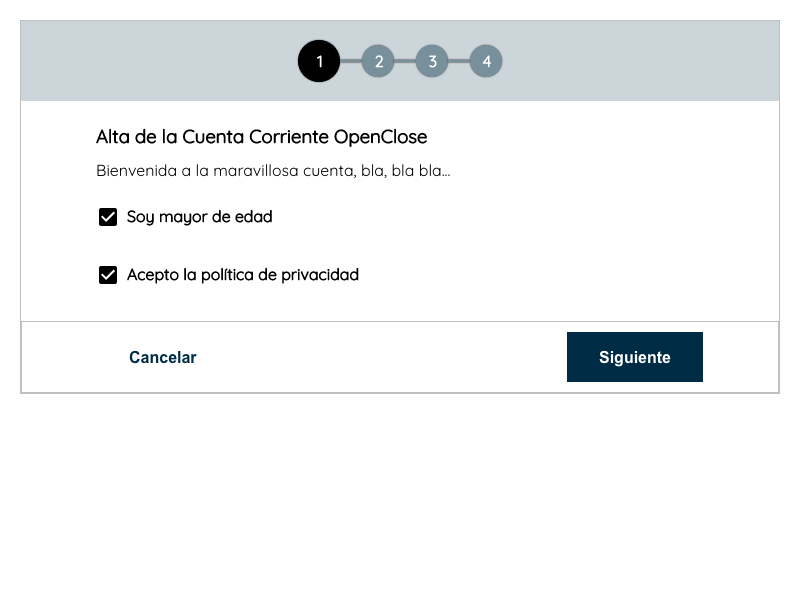 1 2 3 4
Alta de la Cuenta Corriente OpenClose
Bienvenida a la maravillosa cuenta, bla, bla bla...
Soy mayor de edad
Acepto la política de privacidad
Cancelar Siguiente